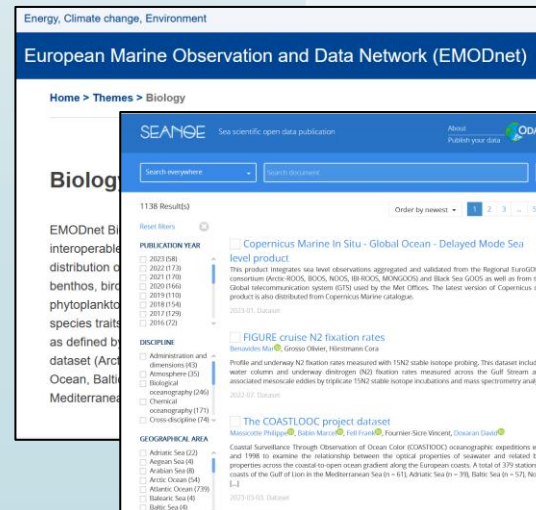 Energy, Climate change, Environment
European Marine Observation and Data Network (EMODnet)
Home > Themes > Biology
Biology
EMODnet Bi
interoperable
distribution o
benthos, bird
phytoplankto
species traits
as defined by
dataset (Arct
Ocean, Baltic
Mediterranea
SEANOE Sea scientific open data publication
About
Publish your data
ODA
Search everywhere
Search document
1138 Result(s)
Order by newest
1 2 3 ... 5
Reset filters
PUBLICATION YEAR
2023 (58)
2022 (173)
2021 (170)
2020 (166)
2019 (110)
2018 (154)
2017 (129)
2016 (72)
DISCIPLINE
Administration and
dimensions (43)
Atmosphere (35)
Biological
oceanography (246)
Chemical
oceanography (171)
Cross-discipline (74)
GEOGRAPHICAL AREA
Adriatic Sea (22)
Aegean Sea (4)
Arabian Sea (8)
Arctic Ocean (54)
Atlantic Ocean (739)
Balearic Sea (4)
Baltic Sea (4)
Copernicus Marine In Situ - Global Ocean - Delayed Mode Sea
level product
This product integrates sea level observations aggregated and validated from the Regional EuroGO
consortium (Arctic-ROOS, BOOS, NOOS, IBI-ROOS, MONGOOS) and Black Sea GOOS as well as from t
Global telecommunication system (GTS) used by the Met Offices. The latest version of Copernicus
product is also distributed from Copernicus Marine catalogue.
2023-01. Dataset
FIGURE cruise N2 fixation rates
Benavides Mar, Grosso Olivier, Hörstmann Cora
Profile and underway N2 fixation rates measured with 15N2 stable isotope probing. This dataset includ
water column and underway dinitrogen (N2) fixation rates measured across the Gulf Stream a
associated mesoscale eddies by triplicate 15N2 stable isotope incubations and mass spectrometry anal
2022-07. Dataset
The COASTLOOC project dataset
Massicotte Philippe, Babin Marcel, Fell Frank, Fournier-Sicre Vincent, Doxaran David
Coastal Surveillance Through Observation of Ocean Color (COASTlOOC) oceanographic expeditions w
and 1998 to examine the relationship between the optical properties of seawater and related b
properties across the coastal-to-open ocean gradient along the European coasts. A total of 379 station
coasts of the Gulf of Lion in the Mediterranean Sea (n = 61), Adriatic Sea (n = 39), Baltic Sea (n = 57), No
[...]
2023-03-03. Dataset